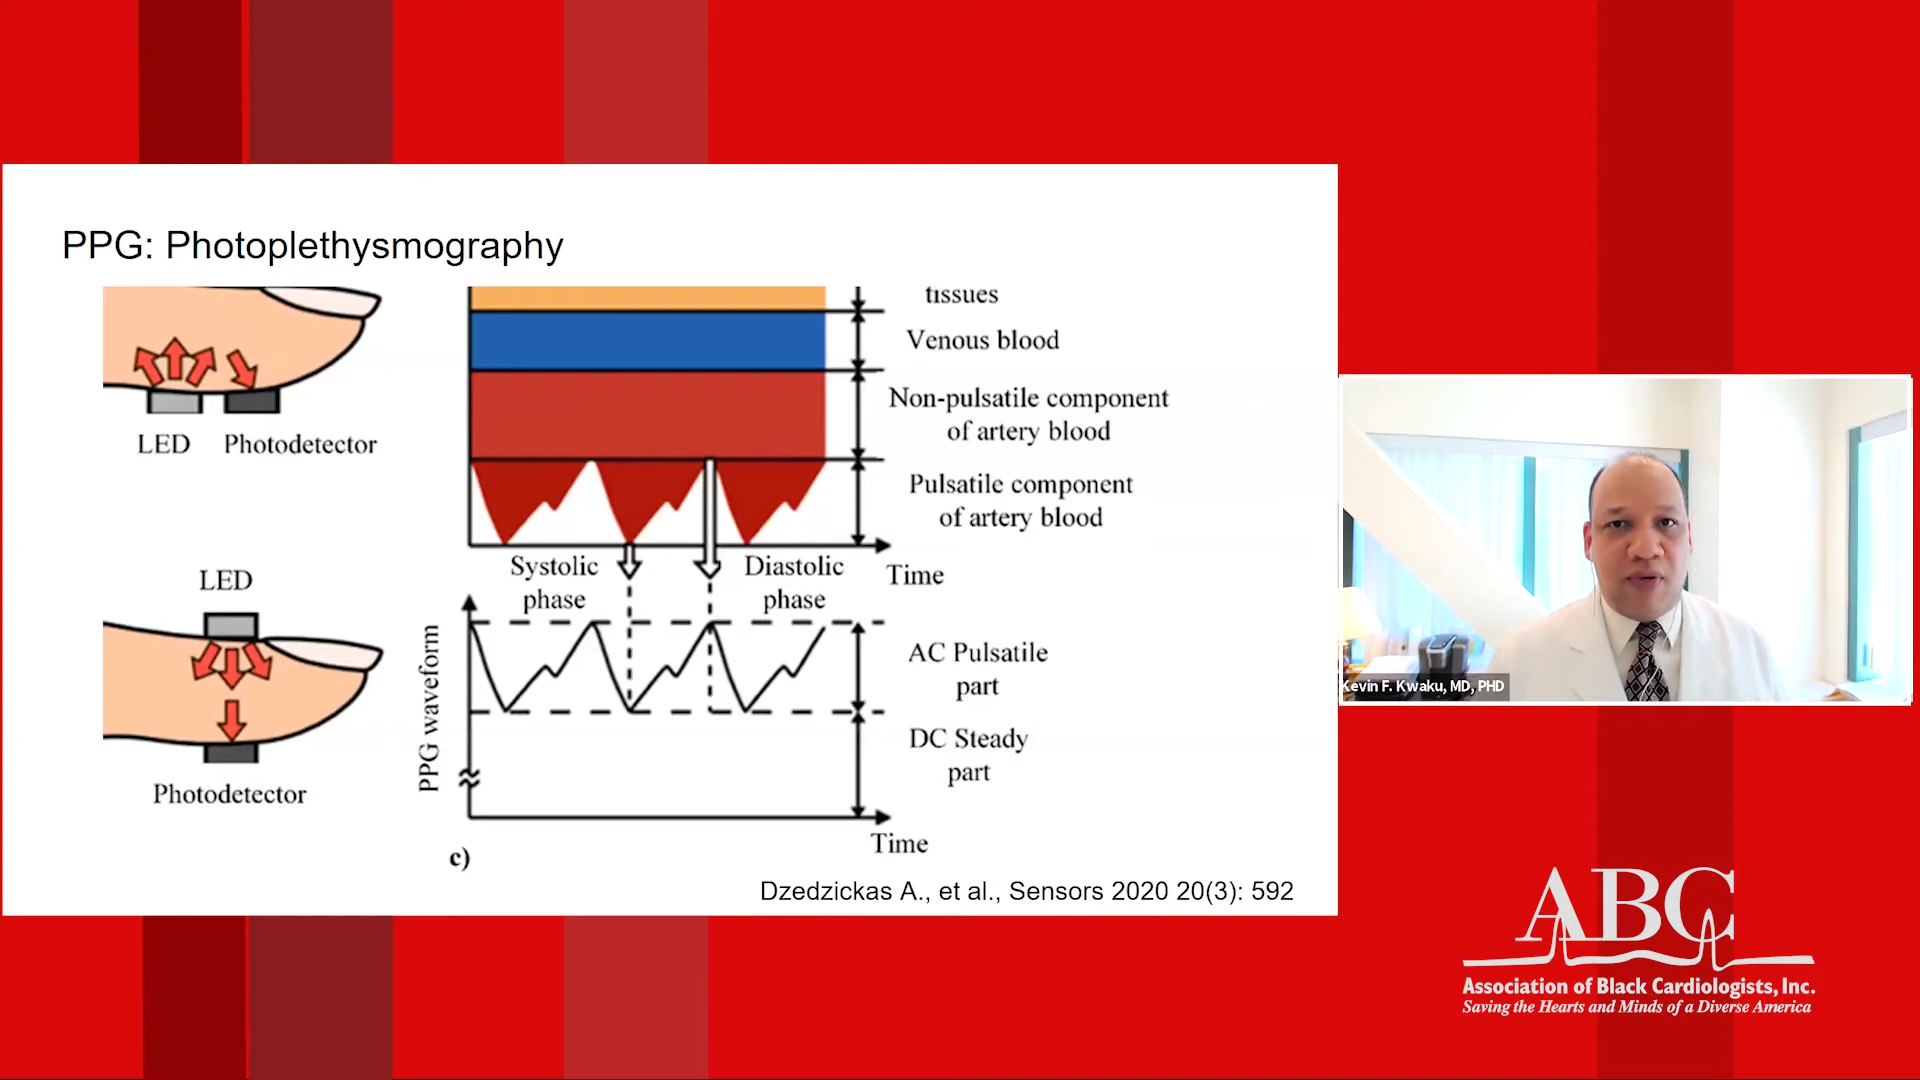 PPG: Photoplethysmography
LED
Photodetector
LED
Photodetector
tissues
Venous blood
Non-pulsatile component
of artery blood
Pulsatile component
of artery blood
Systolic
phase
Diastolic
phase
Time
PPG waveform
AC Pulsatile
part
DC Steady
part
Time
c)
Dzedzickas A., et al., Sensors 2020 20(3): 592
Kevin F. Kwaku, MD, PHD
ABC
Association of Black Cardiologists, Inc.
Saving the Hearts and Minds of a Diverse America